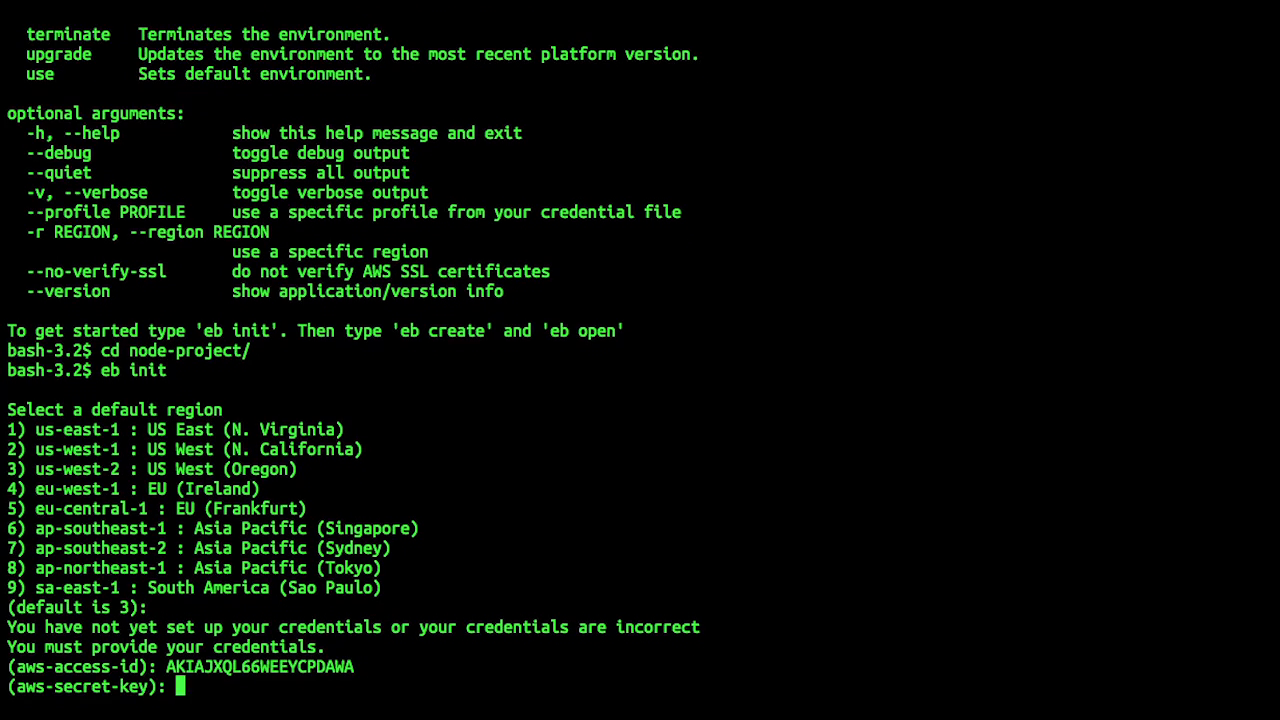 terminate   Terminates the environment.
upgrade     Updates the environment to the most recent platform version.
use         Sets default environment.
optional arguments:
-h, --help            show this help message and exit
--debug               toggle debug output
--quiet               suppress all output
-v, --verbose         toggle verbose output
--profile PROFILE     use a specific profile from your credential file
-r REGION, --region REGION
use a specific region
--no-verify-ssl       do not verify AWS SSL certificates
--version             show application/version info
To get started type 'eb init'. Then type 'eb create' and 'eb open'
bash-3.2$ cd node-project/
bash-3.2$ eb init
Select a default region
1) us-east-1 : US East (N. Virginia)
2) us-west-1 : US West (N. California)
3) us-west-2 : US West (Oregon)
4) eu-west-1 : EU (Ireland)
5) eu-central-1 : EU (Frankfurt)
6) ap-southeast-1 : Asia Pacific (Singapore)
7) ap-southeast-2 : Asia Pacific (Sydney)
8) ap-northeast-1 : Asia Pacific (Tokyo)
9) sa-east-1 : South America (Sao Paulo)
(default is 3):
You have not yet set up your credentials or your credentials are incorrect
You must provide your credentials.
(aws-access-id): AKIAJXQL66WEEYCPDAWA
(aws-secret-key):